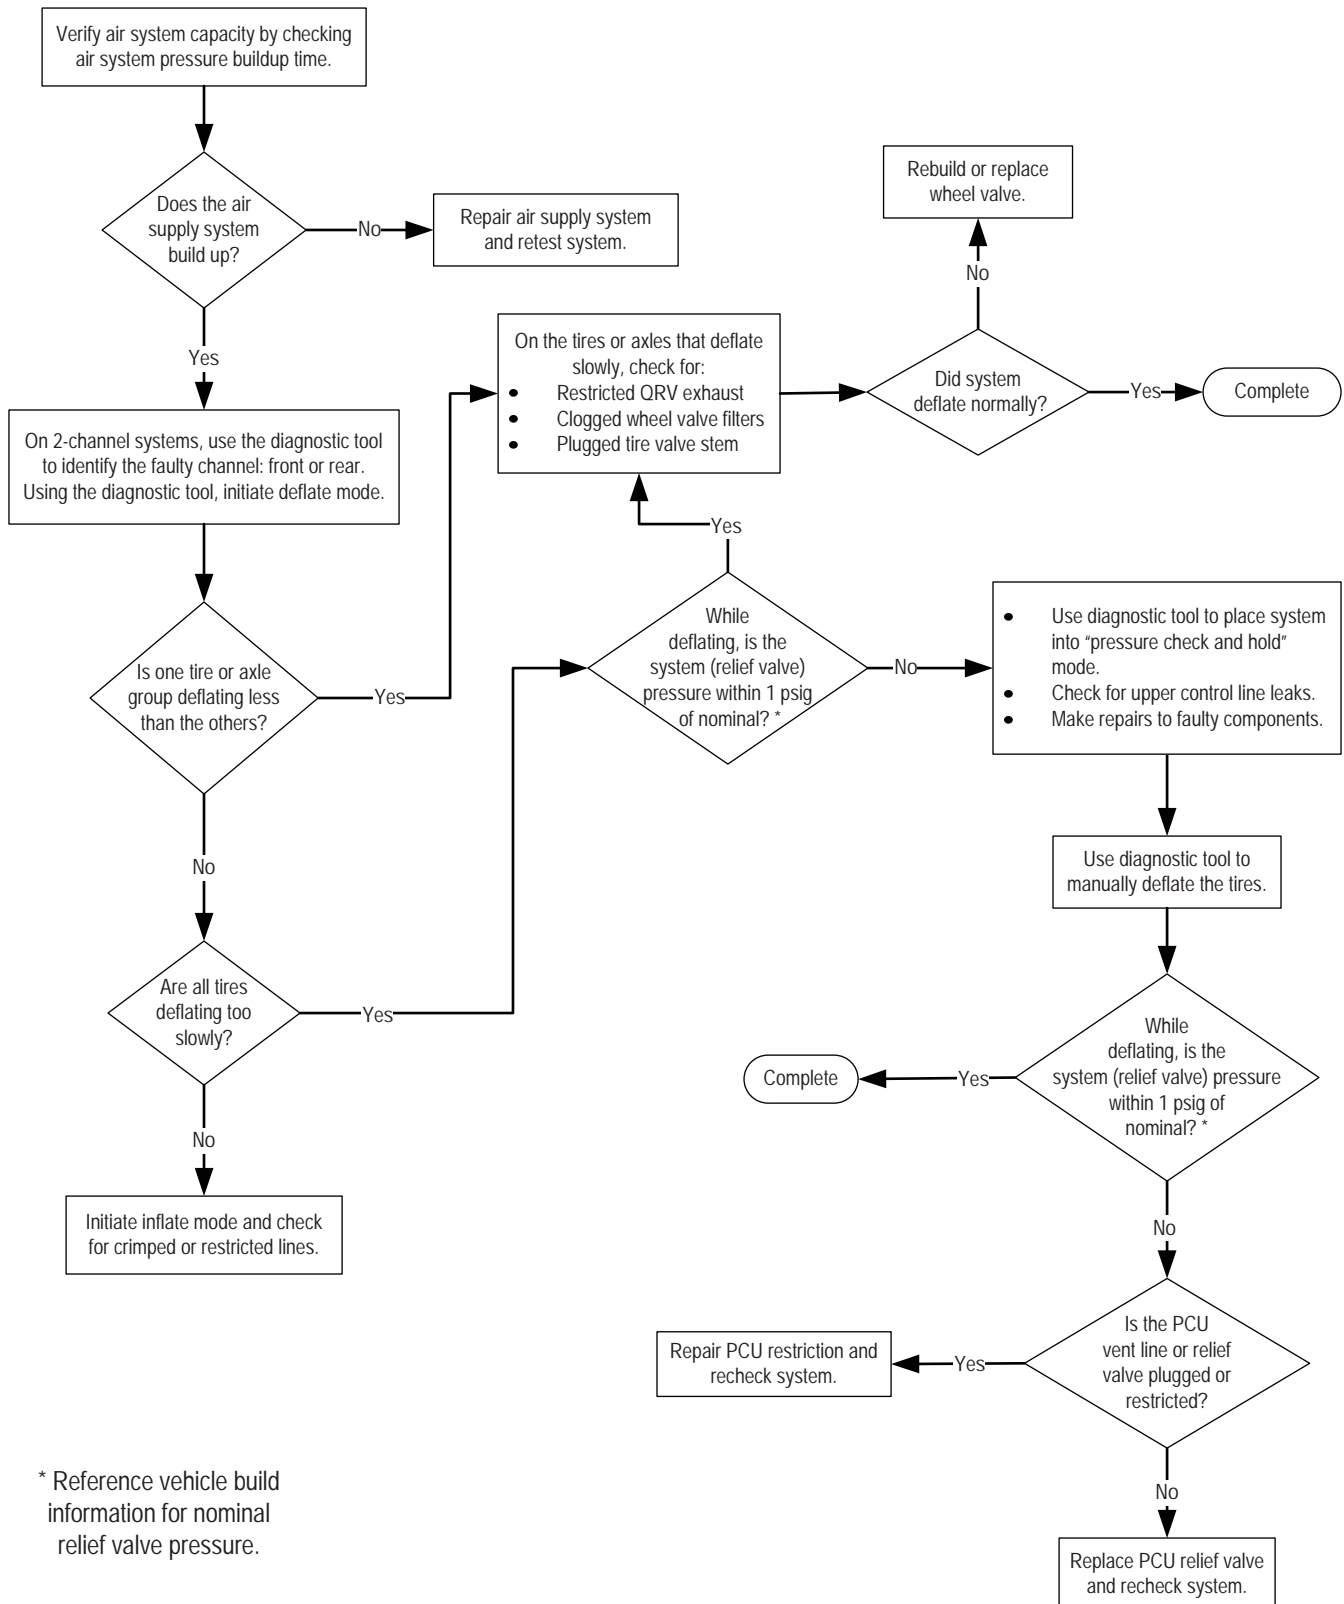 Verify air system capacity by checking
air system pressure buildup time.
Does the air
supply system
build up?
No
Repair air supply system
and retest system.
Yes
On 2-channel systems, use the diagnostic tool
to identify the faulty channel: front or rear.
Using the diagnostic tool, initiate deflate mode.
Is one tire or axle
group deflating less
than the others?
Yes
No
Are all tires
deflating too
slowly?
Yes
No
Initiate inflate mode and check
for crimped or restricted lines.
On the tires or axles that deflate
slowly, check for:
• Restricted QRV exhaust
• Clogged wheel valve filters
• Plugged tire valve stem
Rebuild or replace
wheel valve.
No
Did system
deflate normally?
Yes
Complete
Yes
While
deflating, is the
system (relief valve)
pressure within 1 psig
of nominal? *
No
• Use diagnostic tool to place system
into "pressure check and hold"
mode.
• Check for upper control line leaks.
• Make repairs to faulty components.
Use diagnostic tool to
manually deflate the tires.
While
deflating, is the
system (relief valve) pressure
within 1 psig of
nominal? *
Yes
Complete
No
Is the PCU
vent line or relief
valve plugged or
restricted?
Yes
Repair PCU restriction and
recheck system.
No
Replace PCU relief valve
and recheck system.
* Reference vehicle build
information for nominal
relief valve pressure.